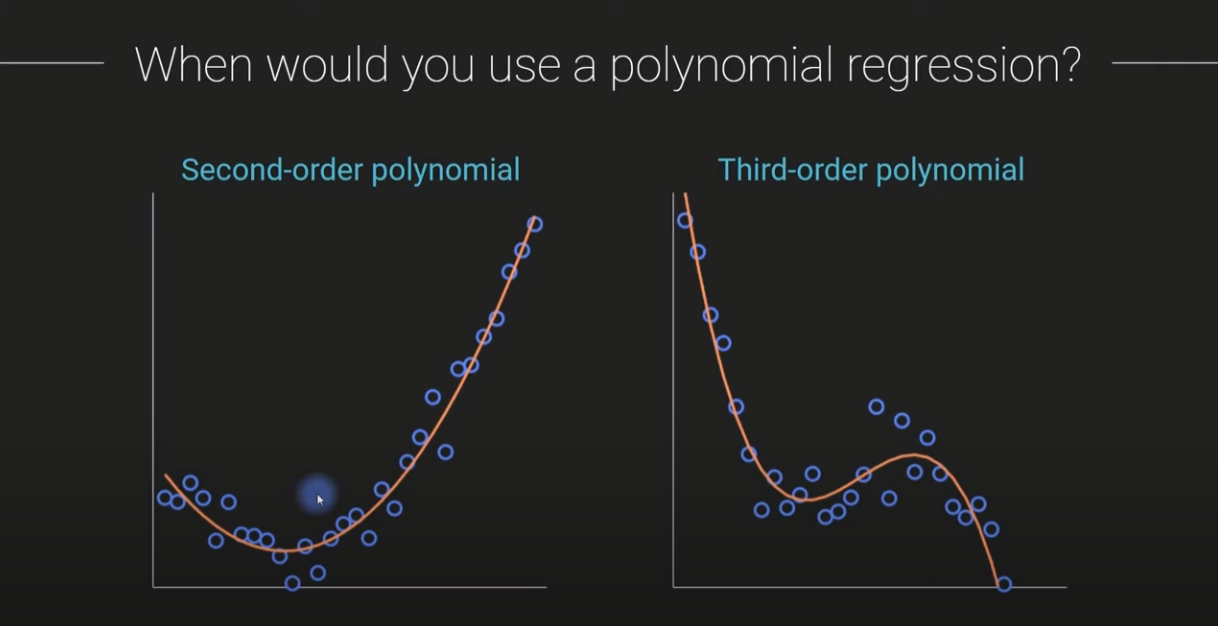 When would you use a polynomial regression?
Second-order polynomial
Third-order polynomial